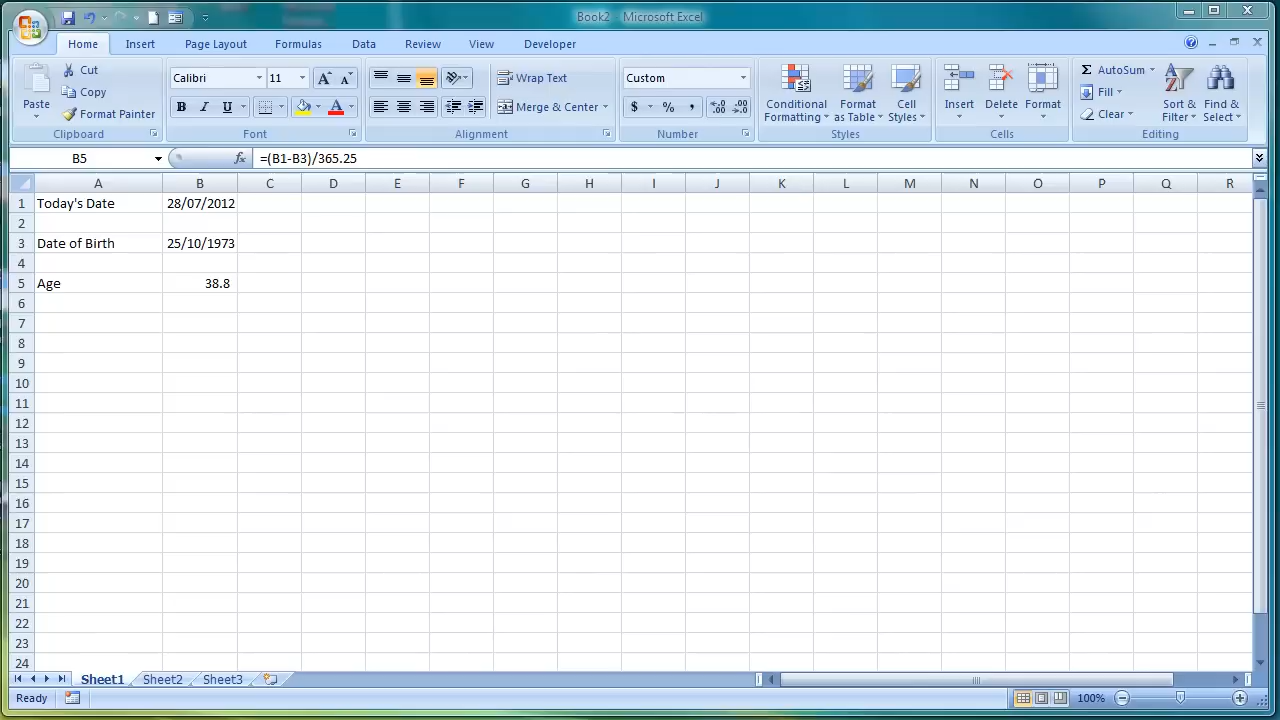 Book2 - Microsoft Excel
Home Insert Page Layout Formulas Data Review View Developer
Paste Cut Copy Format Painter Clipboard
Calibri 11 A A B I U A Font
Wrap Text Merge & Center Alignment
Custom $ % , .0 .00 .00 .0 Number
Conditional Formatting Format as Table Cell Styles Styles
Insert Delete Format Cells
Σ AutoSum Fill Clear Sort & Filter Find & Select Editing
B5 fx =(B1-B3)/365.25
A B C D E F G H I J K L M N O P Q R
1 Today's Date 28/07/2012
2
3 Date of Birth 25/10/1973
4
5 Age 38.8
6
7
8
9
10
11
12
13
14
15
16
17
18
19
20
21
22
23
24
Sheet1 Sheet2 Sheet3
Ready 100%